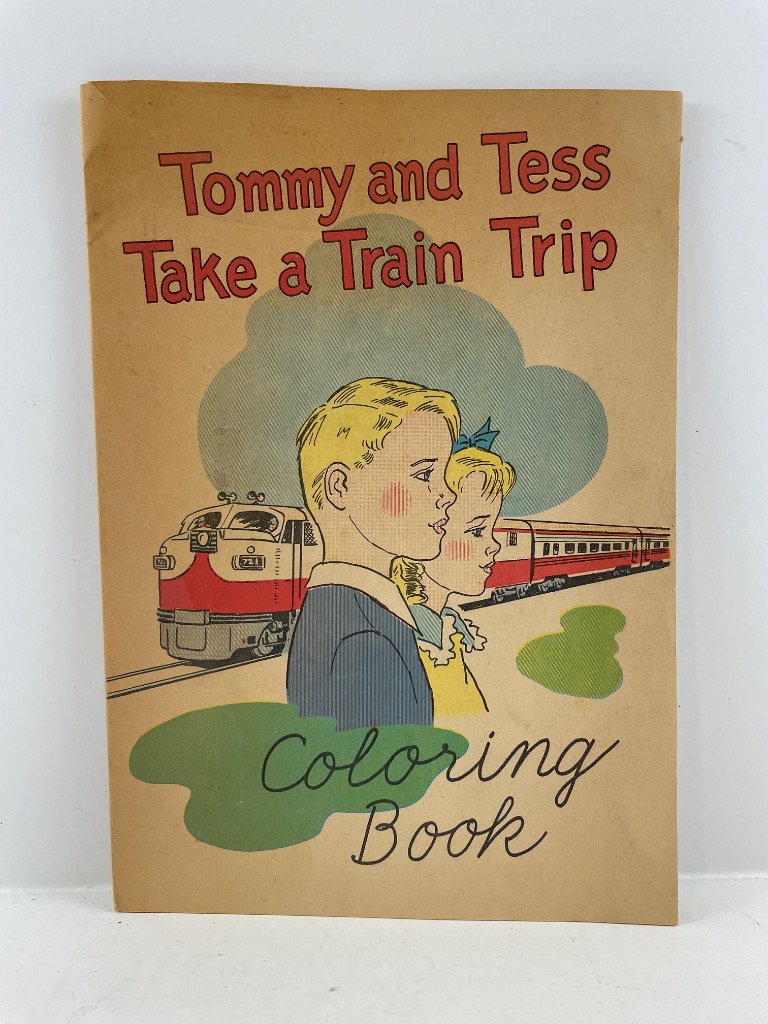 Tommy and Tess
Take a Train Trip
Coloring
Book